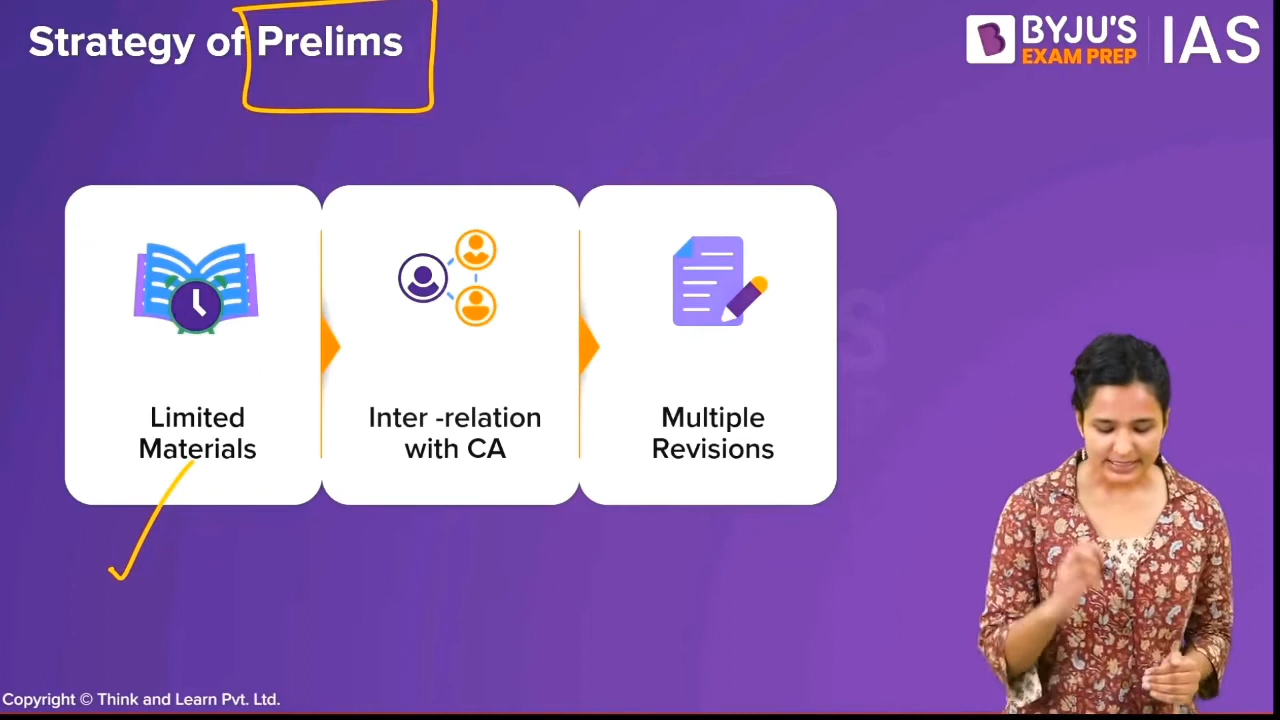 Strategy of Prelims
BYJU'S
EXAM PREP
IAS
Limited
Materials
Inter -relation
with CA
Multiple
Revisions
Copyright © Think and Learn Pvt. Ltd.